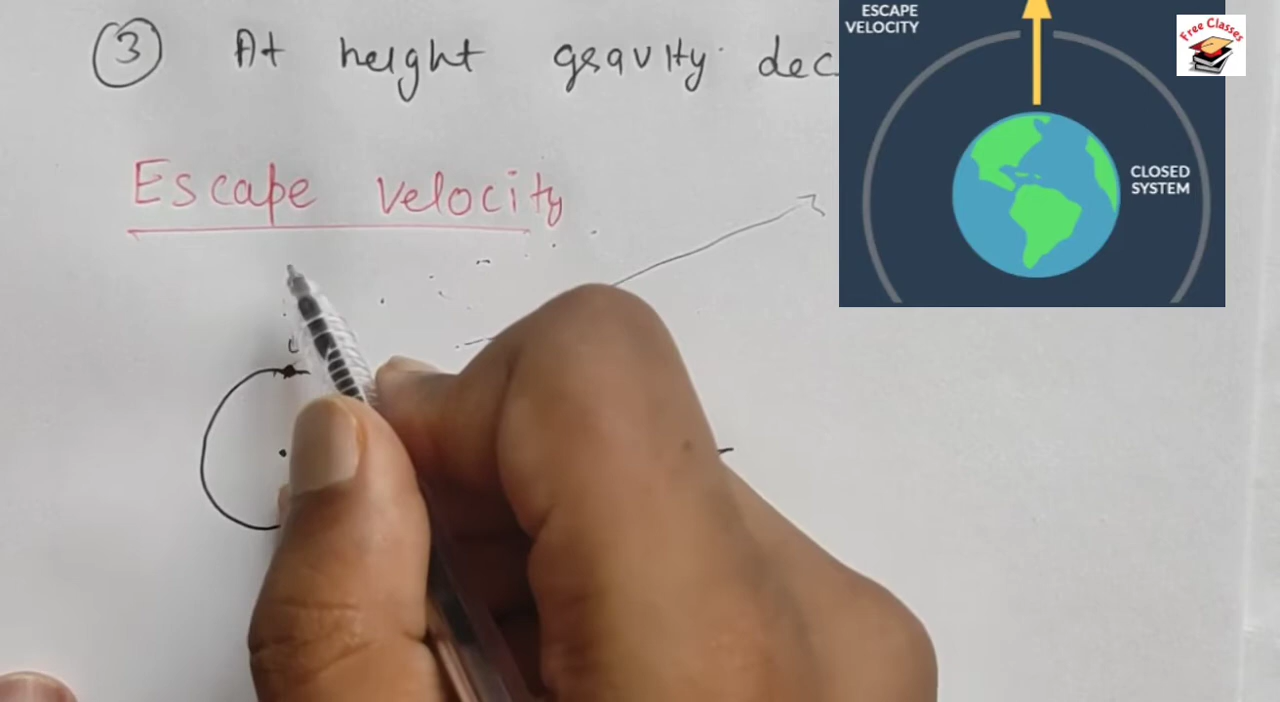 ③ At height gravity dec
Escape velocity
ESCAPE
VELOCITY
CLOSED
SYSTEM
Free Classes